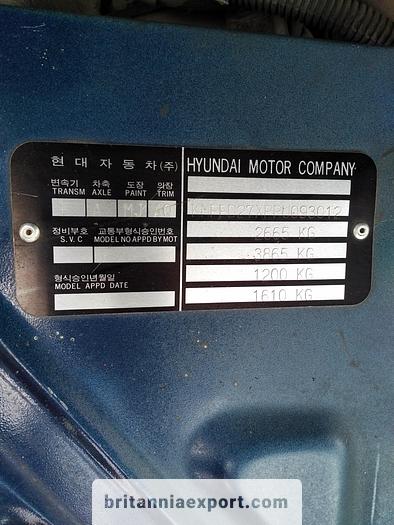 현대자동차(주)
HYUNDAI MOTOR COMPANY
변속기 차축 도장 외장
TRANSM AXLE PAINT TRIM
2665 KG
정비부호 교통부형식승인번호
S.V.C MODEL NO APPD BY MOT
3865 KG
1200 KG
형식승인년월일
MODEL APPD DATE
1610 KG
britanniaexport.com